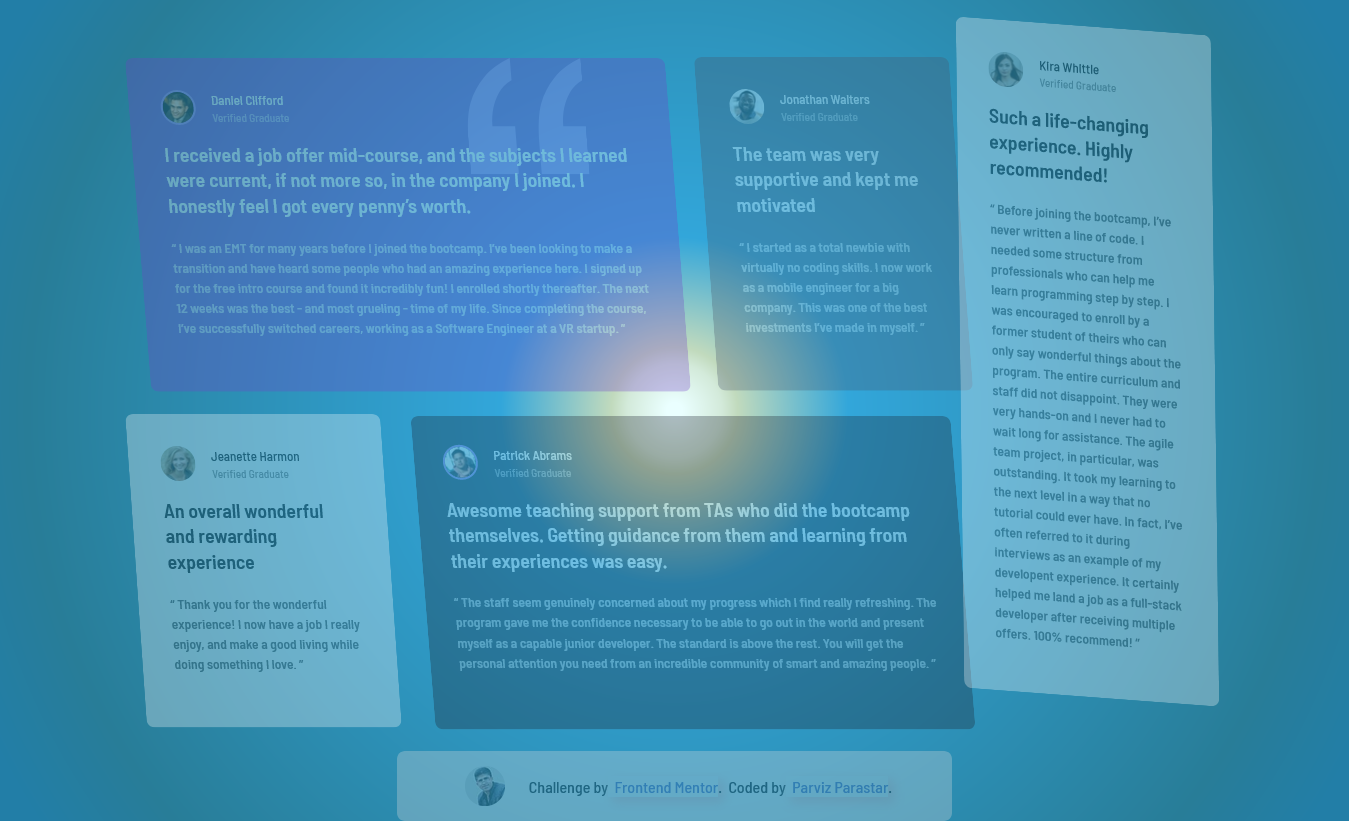 Daniel Clifford
Verified Graduate
I received a job offer mid-course, and the subjects I learned
were current, if not more so, in the company I joined. I
honestly feel I got every penny’s worth.
“ I was an EMT for many years before I joined the bootcamp. I’ve been looking to make a
transition and have heard some people who had an amazing experience here. I signed up
for the free intro course and found it incredibly fun! I enrolled shortly thereafter. The next
12 weeks was the best - and most grueling - time of my life. Since completing the course,
I’ve successfully switched careers, working as a Software Engineer at a VR startup. ”
Jonathan Walters
Verified Graduate
The team was very
supportive and kept me
motivated
“ I started as a total newbie with
virtually no coding skills. I now work
as a mobile engineer for a big
company. This was one of the best
investments I’ve made in myself. ”
Kira Whittle
Verified Graduate
Such a life-changing
experience. Highly
recommended!
“ Before joining the bootcamp, I’ve
never written a line of code. I
needed some structure from
professionals who can help me
learn programming step by step. I
was encouraged to enroll by a
former student of theirs who can
only say wonderful things about the
program. The entire curriculum and
staff did not disappoint. They were
very hands-on and I never had to
wait long for assistance. The agile
team project, in particular, was
outstanding. It took my learning to
the next level in a way that no
tutorial could ever have. In fact, I’ve
often referred to it during
interviews as an example of my
developent experience. It certainly
helped me land a job as a full-stack
developer after receiving multiple
offers. 100% recommend! ”
Jeanette Harmon
Verified Graduate
An overall wonderful
and rewarding
experience
“ Thank you for the wonderful
experience! I now have a job I really
enjoy, and make a good living while
doing something I love. ”
Patrick Abrams
Verified Graduate
Awesome teaching support from TAs who did the bootcamp
themselves. Getting guidance from them and learning from
their experiences was easy.
“ The staff seem genuinely concerned about my progress which I find really refreshing. The
program gave me the confidence necessary to be able to go out in the world and present
myself as a capable junior developer. The standard is above the rest. You will get the
personal attention you need from an incredible community of smart and amazing people. ”
Challenge by Frontend Mentor. Coded by Parviz Parastar.